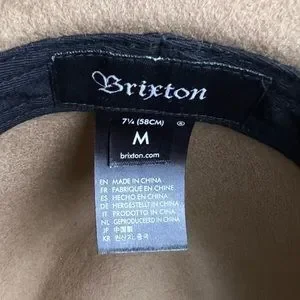 Brixton
7¼ (58CM) ®
M
brixton.com
EN MADE IN CHINA
FR FABRIQUE EN CHINE
ES HECHO EN CHINA
DE HERGESTELLT IN CHINA
IT PRODOTTO IN CINA
NL GEPRODUCEERD IN CHINA
JP 中国製
KR 원산지: 중국